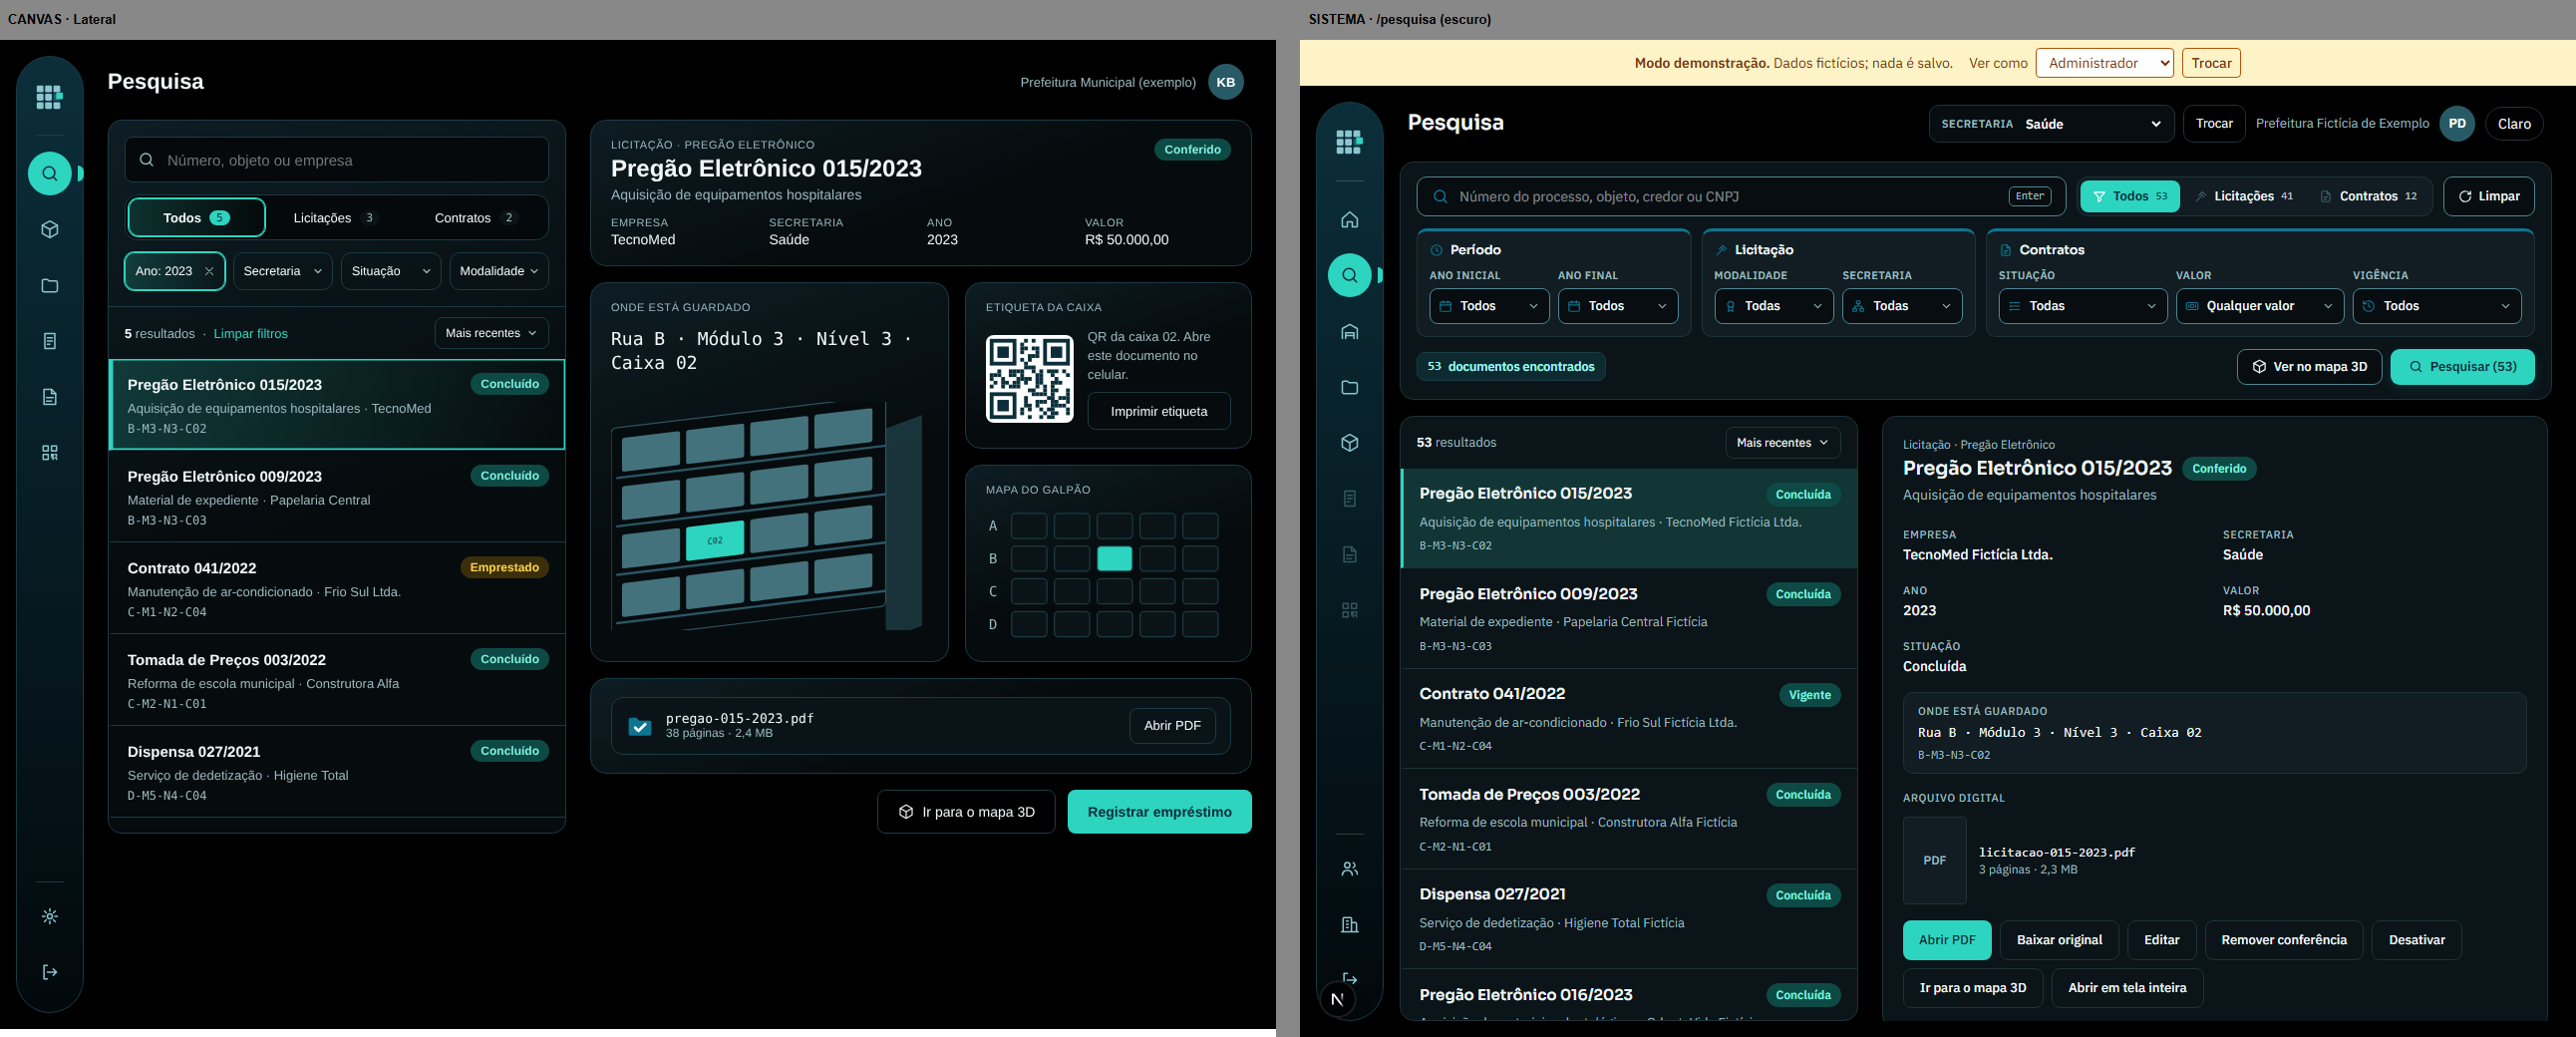 CANVAS · Lateral
Pesquisa
Prefeitura Municipal (exemplo) KB
Número, objeto ou empresa
Todos 5 Licitações 3 Contratos 2
Ano: 2023 Secretaria Situação Modalidade
5 resultados · Limpar filtros Mais recentes
Pregão Eletrônico 015/2023 Concluído
Aquisição de equipamentos hospitalares · TecnoMed
B-M3-N3-C02
Pregão Eletrônico 009/2023 Concluído
Material de expediente · Papelaria Central
B-M3-N3-C03
Contrato 041/2022 Emprestado
Manutenção de ar-condicionado · Frio Sul Ltda.
C-M1-N2-C04
Tomada de Preços 003/2022 Concluído
Reforma de escola municipal · Construtora Alfa
C-M2-N1-C01
Dispensa 027/2021 Concluído
Serviço de dedetização · Higiene Total
D-M5-N4-C04
LICITAÇÃO · PREGÃO ELETRÔNICO
Pregão Eletrônico 015/2023 Conferido
Aquisição de equipamentos hospitalares
EMPRESA SECRETARIA ANO VALOR
TecnoMed Saúde 2023 R$ 50.000,00
ONDE ESTÁ GUARDADO
Rua B · Módulo 3 · Nível 3 ·
Caixa 02
C02
ETIQUETA DA CAIXA
QR da caixa 02. Abre
este documento no
celular.
Imprimir etiqueta
MAPA DO GALPÃO
A
B
C
D
pregao-015-2023.pdf
38 páginas · 2,4 MB
Abrir PDF
Ir para o mapa 3D Registrar empréstimo
SISTEMA · /pesquisa (escuro)
Modo demonstração. Dados fictícios; nada é salvo. Ver como Administrador Trocar
Pesquisa
SECRETARIA Saúde Trocar Prefeitura Fictícia de Exemplo PD Claro
Número do processo, objeto, credor ou CNPJ Enter
Todos 53 Licitações 41 Contratos 12 Limpar
Período
ANO INICIAL ANO FINAL
Todos Todos
Licitação
MODALIDADE SECRETARIA
Todas Todas
Contratos
SITUAÇÃO VALOR VIGÊNCIA
Todas Qualquer valor Todos
53 documentos encontrados Ver no mapa 3D Pesquisar (53)
53 resultados Mais recentes
Pregão Eletrônico 015/2023 Concluída
Aquisição de equipamentos hospitalares · TecnoMed Fictícia Ltda.
B-M3-N3-C02
Pregão Eletrônico 009/2023 Concluída
Material de expediente · Papelaria Central Fictícia
B-M3-N3-C03
Contrato 041/2022 Vigente
Manutenção de ar-condicionado · Frio Sul Fictícia Ltda.
C-M1-N2-C04
Tomada de Preços 003/2022 Concluída
Reforma de escola municipal · Construtora Alfa Fictícia
C-M2-N1-C01
Dispensa 027/2021 Concluída
Serviço de dedetização · Higiene Total Fictícia
D-M5-N4-C04
Pregão Eletrônico 016/2023 Concluída
Licitação · Pregão Eletrônico
Pregão Eletrônico 015/2023 Conferido
Aquisição de equipamentos hospitalares
EMPRESA SECRETARIA
TecnoMed Fictícia Ltda. Saúde
ANO VALOR
2023 R$ 50.000,00
SITUAÇÃO
Concluída
ONDE ESTÁ GUARDADO
Rua B · Módulo 3 · Nível 3 · Caixa 02
B-M3-N3-C02
ARQUIVO DIGITAL
PDF
licitacao-015-2023.pdf
3 páginas · 2,3 MB
Abrir PDF Baixar original Editar Remover conferência Desativar
Ir para o mapa 3D Abrir em tela inteira
N